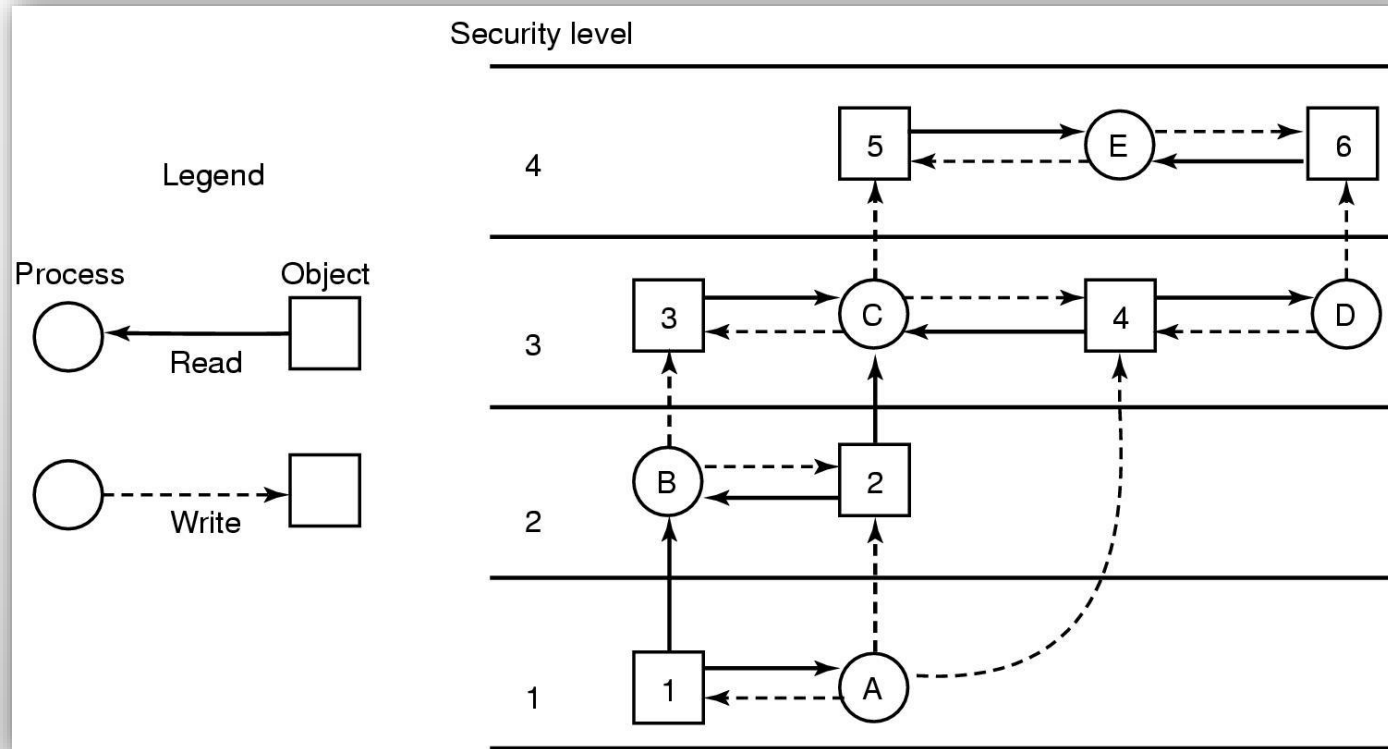 Security level
Legend
Process Object
Read
Write
4
5 E 6
3
3 C 4 D
2
B 2
1
1 A